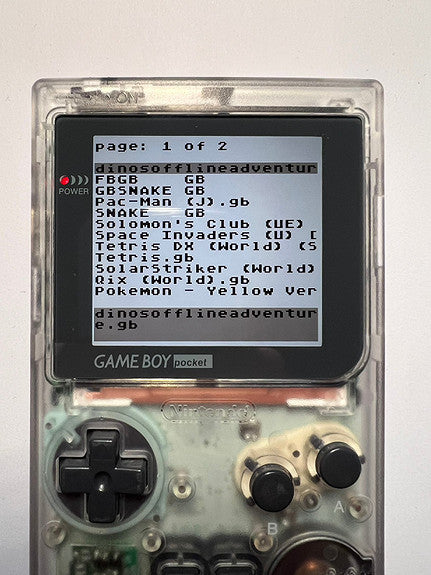 ON
page: 1 of 2
dinosofflineadventur
FBGB GB
GBSNAKE GB
Pac-Man (J).gb
SNAKE GB
Solomon's Club (UE)
Space Invaders (U) [
Tetris DX (World) (S
Tetris.gb
SolarStriker (World)
Qix (World).gb
Pokemon - Yellow Ver
dinosofflineadventur
e.gb
POWER
GAME BOY pocket
Nintendo
B
A